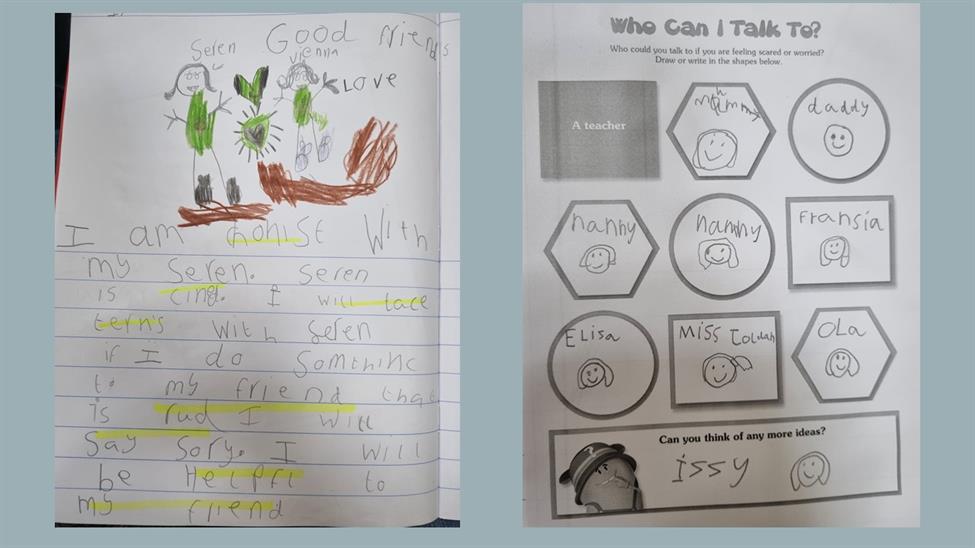 Good friends
Seren
Vienna
LOVE
I am honist With
my Seren. Seren
is cind. I will tace
tern's with Seren
if I do Somthinc
to my friend that
is rud I will
Say Sory. I will
be Helpfl to
my friend
Who Can I Talk To?
Who could you talk to if you are feeling scared or worried?
Draw or write in the shapes below.
A teacher
daddy
nanny
Fransia
ELisa
Miss
OLa
Can you think of any more ideas?
issy